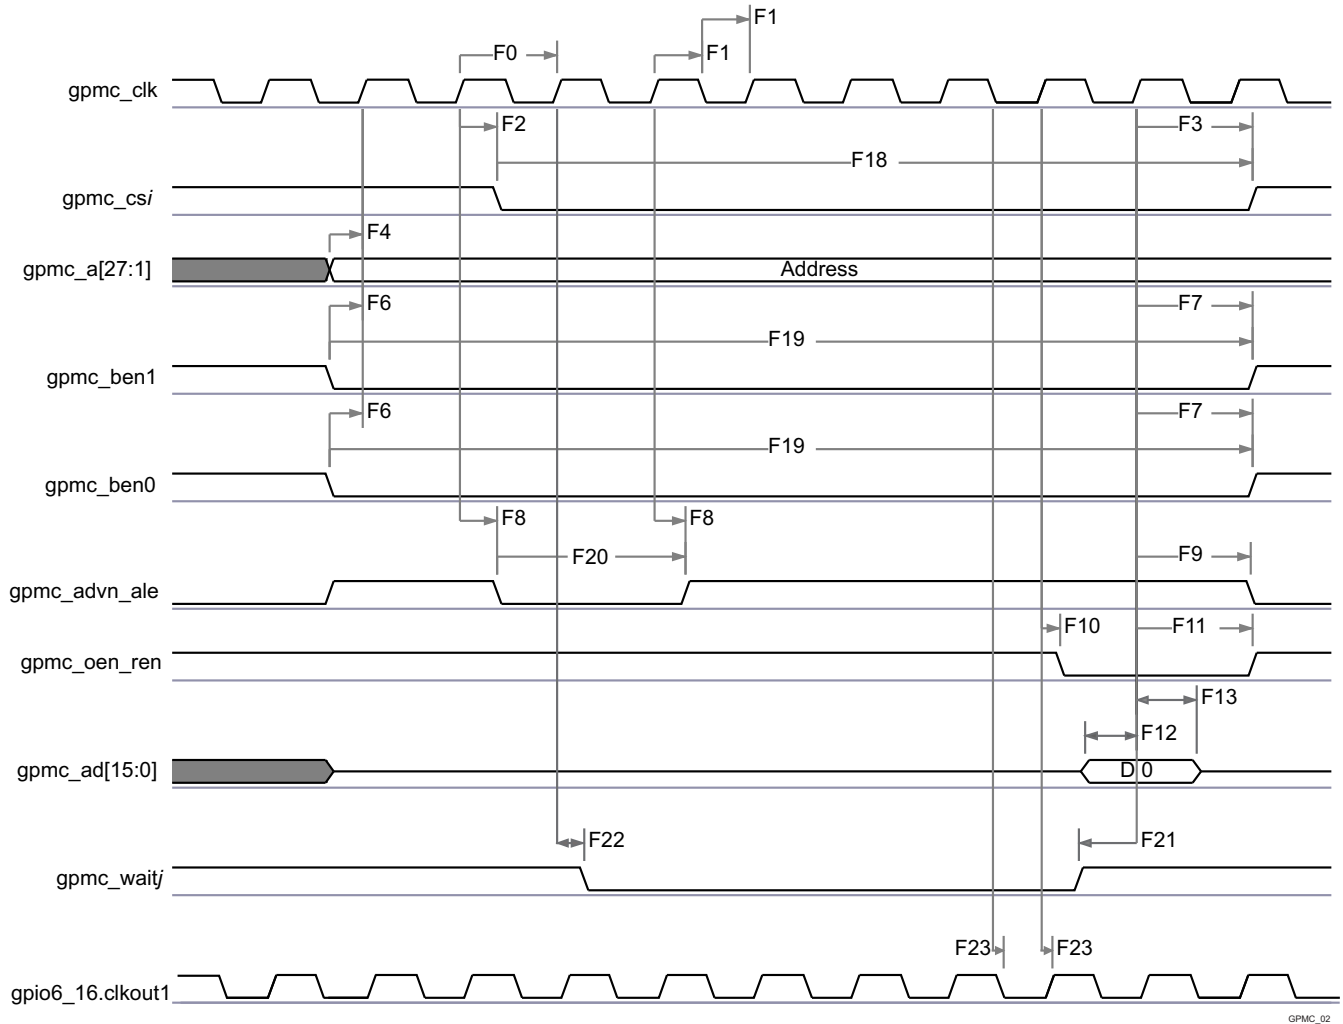 F1
F0
F1
gpmc_clk
F2
F3
F18
gpmc_csi
F4
gpmc_a[27:1]
Address
F6
F7
F19
gpmc_ben1
F6
F7
F19
gpmc_ben0
F8
F8
F20
F9
gpmc_advn_ale
F10
F11
gpmc_oen_ren
F13
F12
gpmc_ad[15:0]
D 0
F22
F21
gpmc_waitj
F23
F23
gpio6_16.clkout1
GPMC_02